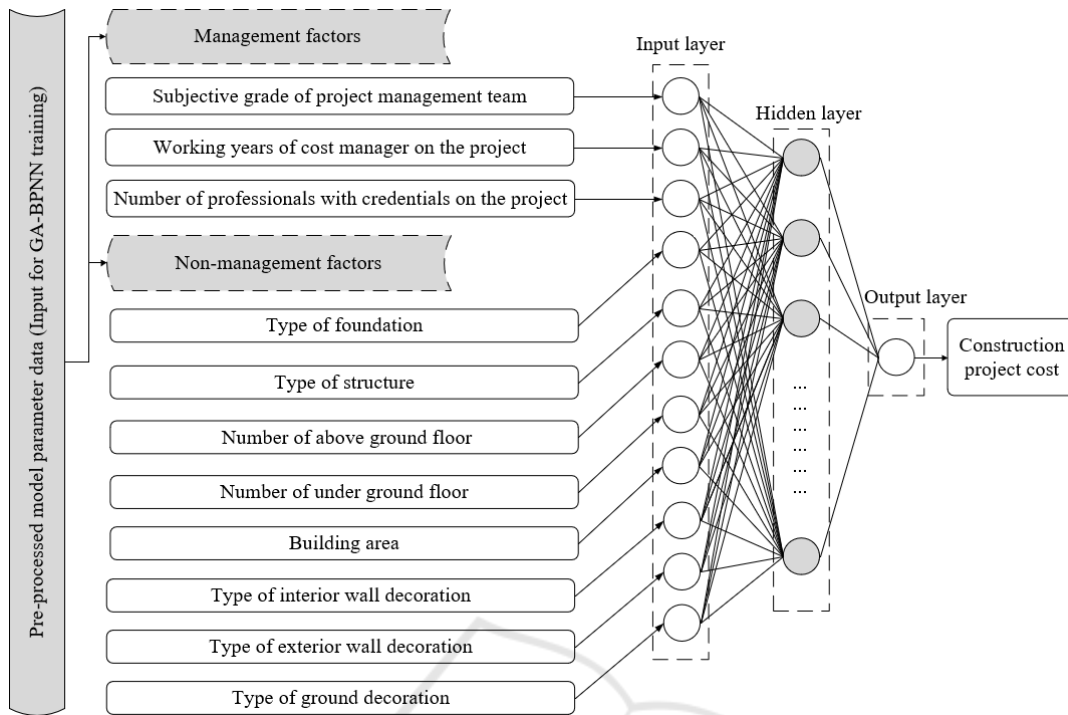 Pre-processed model parameter data (Input for GA-BPNN training)
Management factors
Subjective grade of project management team
Working years of cost manager on the project
Number of professionals with credentials on the project
Non-management factors
Type of foundation
Type of structure
Number of above ground floor
Number of under ground floor
Building area
Type of interior wall decoration
Type of exterior wall decoration
Type of ground decoration
Input layer
Hidden layer
...
...
...
...
...
...
Output layer
Construction
project cost